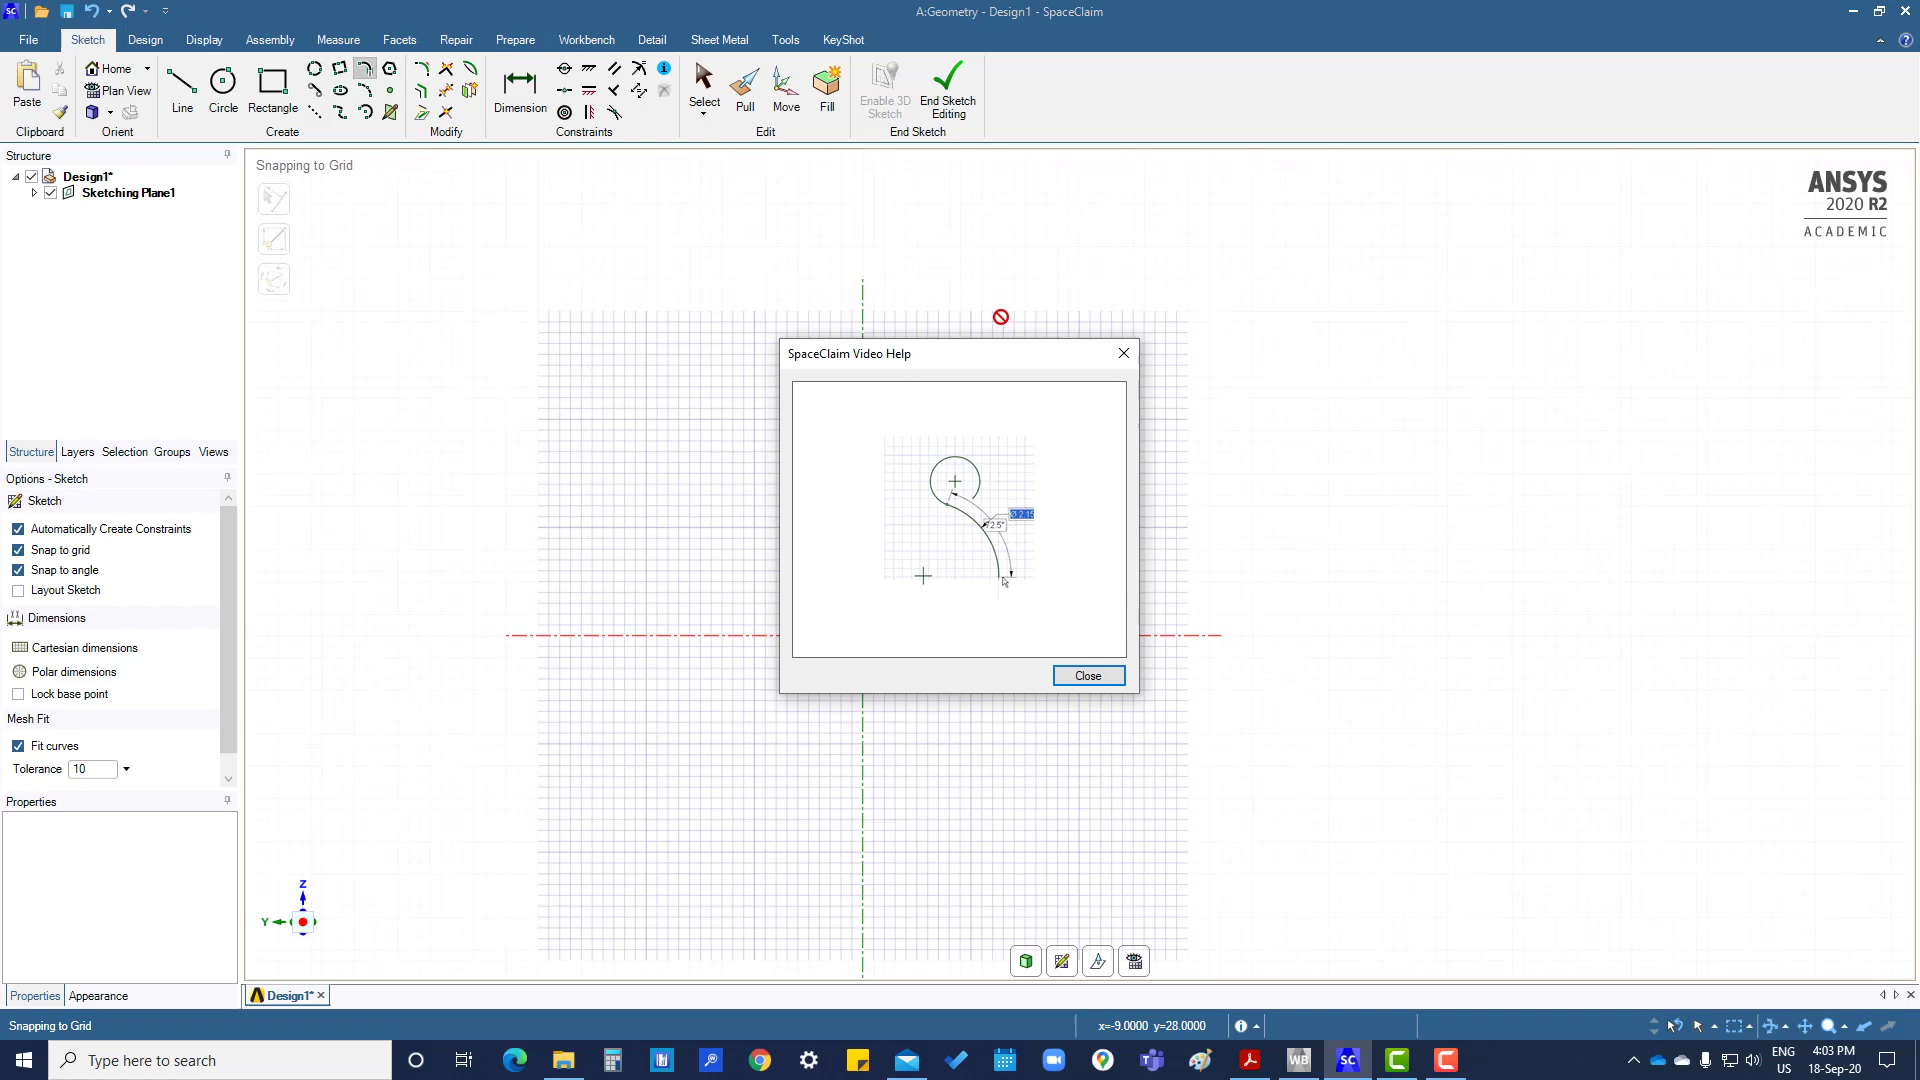 SC
A:Geometry - Design1 - SpaceClaim
File Sketch Design Display Assembly Measure Facets Repair Prepare Workbench Detail Sheet Metal Tools KeyShot
Paste
Home
Plan View
Line Circle Rectangle
Dimension
Select Pull Move Fill
Enable 3D Sketch
End Sketch Editing
Clipboard Orient Create Modify Constraints Edit End Sketch
Structure
Design1*
Sketching Plane1
Snapping to Grid
ANSYS
2020 R2
ACADEMIC
SpaceClaim Video Help
72.5°
Close
Structure Layers Selection Groups Views
Options - Sketch
Sketch
Automatically Create Constraints
Snap to grid
Snap to angle
Layout Sketch
Dimensions
Cartesian dimensions
Polar dimensions
Lock base point
Mesh Fit
Fit curves
Tolerance 10
Properties
Z
Y
Properties Appearance
Design1*
Snapping to Grid
x=-9.0000 y=28.0000
Type here to search
WB
SC
ENG
US
4:03 PM
18-Sep-20